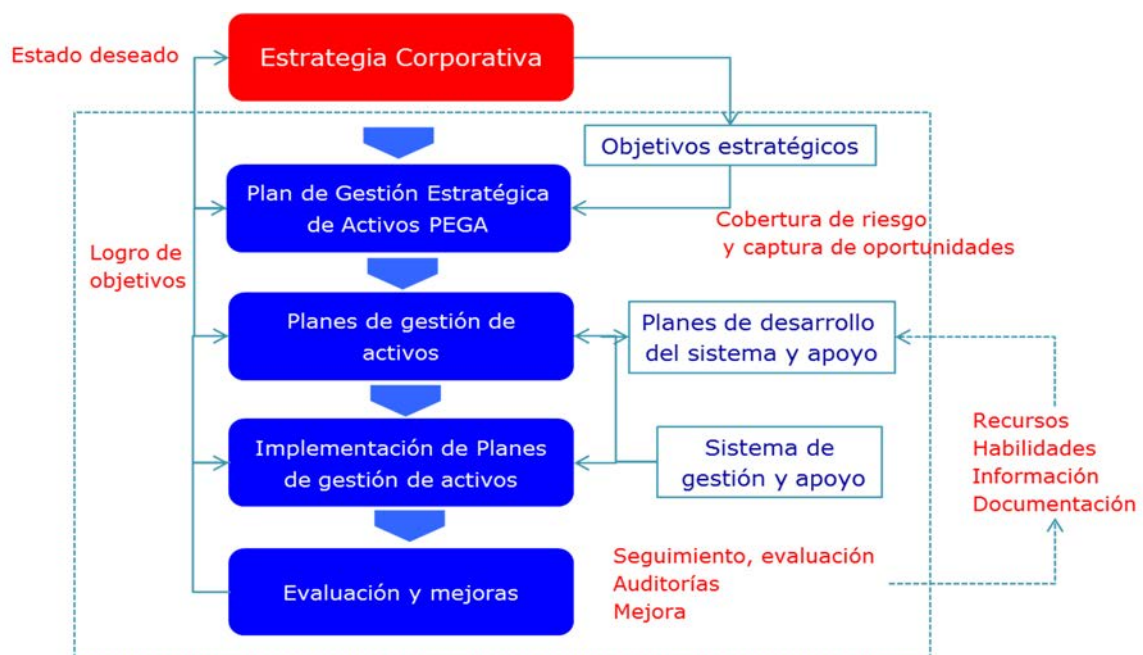 Estado deseado
Estrategia Corporativa
Objetivos estratégicos
Plan de Gestión Estratégica
de Activos PEGA
Cobertura de riesgo
y captura de oportunidades
Logro de
objetivos
Planes de gestión de
activos
Planes de desarrollo
del sistema y apoyo
Implementación de Planes
de gestión de activos
Sistema de
gestión y apoyo
Recursos
Habilidades
Información
Documentación
Evaluación y mejoras
Seguimiento, evaluación
Auditorías
Mejora